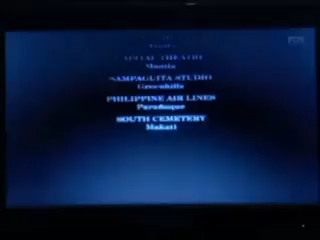 THEATER
Manila
SAMPAGUITA STUDIO
Greenhills
PHILIPPINE AIR LINES
Parañaque
SOUTH CEMETERY
Makati